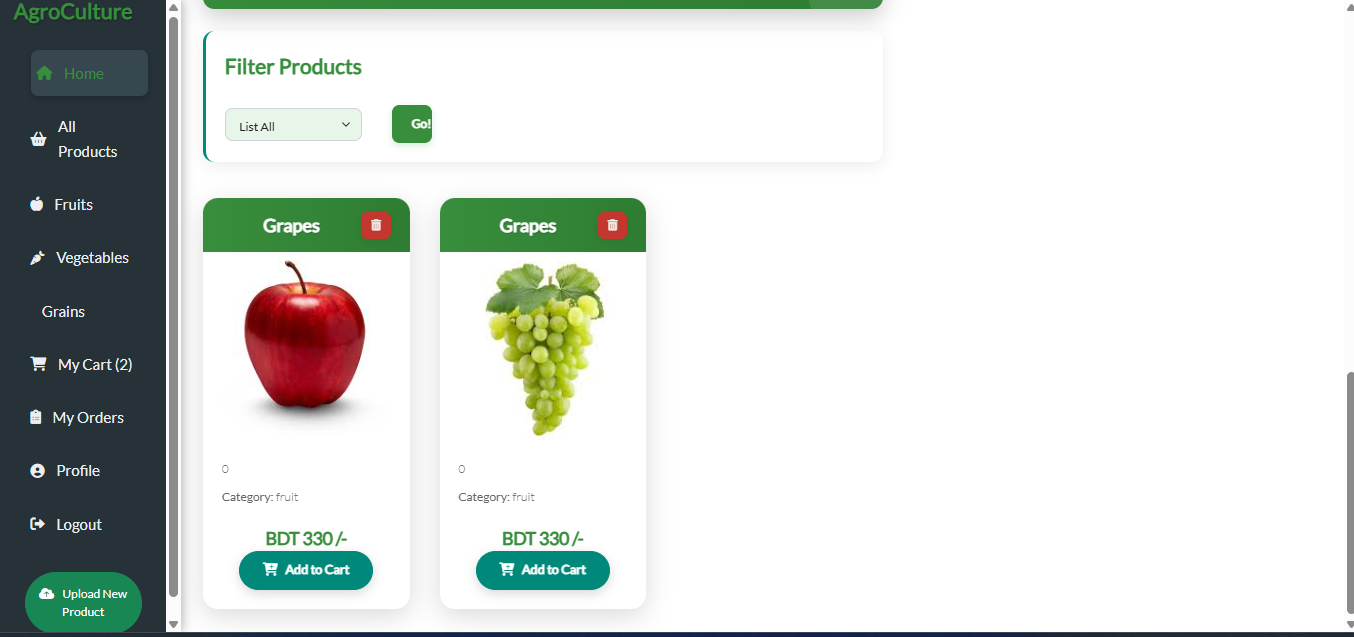 AgroCulture
Home
All
Products
Fruits
Vegetables
Grains
My Cart (2)
My Orders
Profile
Logout
Upload New
Product
Filter Products
List All
Go!
Grapes
0
Category: fruit
BDT 330 /-
Add to Cart
Grapes
0
Category: fruit
BDT 330 /-
Add to Cart